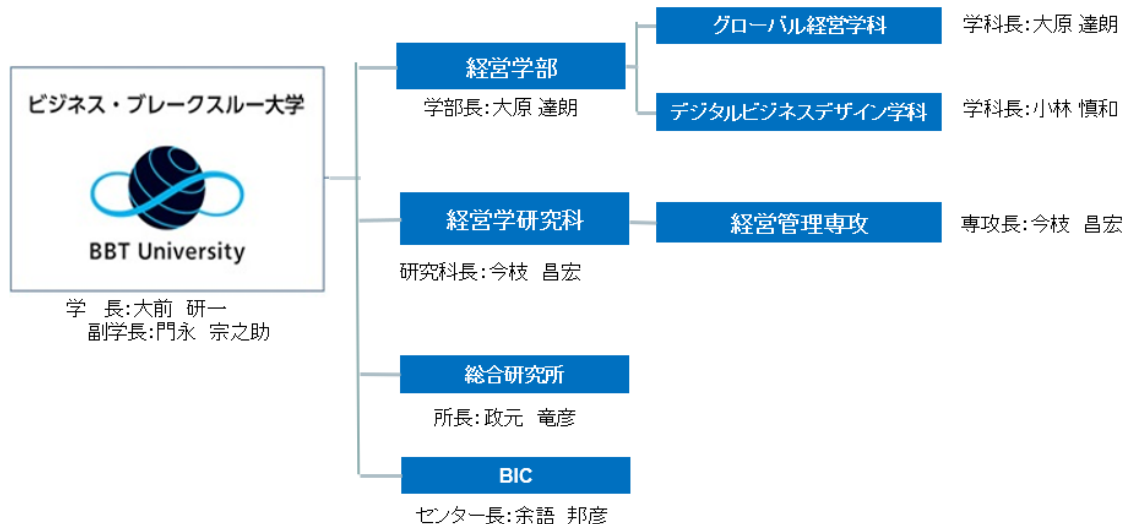 ビジネス・ブレークスルー大学
BBT University
学　長:大前　研一
副学長:門永　宗之助
経営学部
学部長:大原 達朗
グローバル経営学科
学科長:大原 達朗
デジタルビジネスデザイン学科
学科長:小林 慎和
経営学研究科
研究科長:今枝　昌宏
経営管理専攻
専攻長:今枝　昌宏
総合研究所
所長:政元　竜彦
BIC
センター長:余語　邦彦